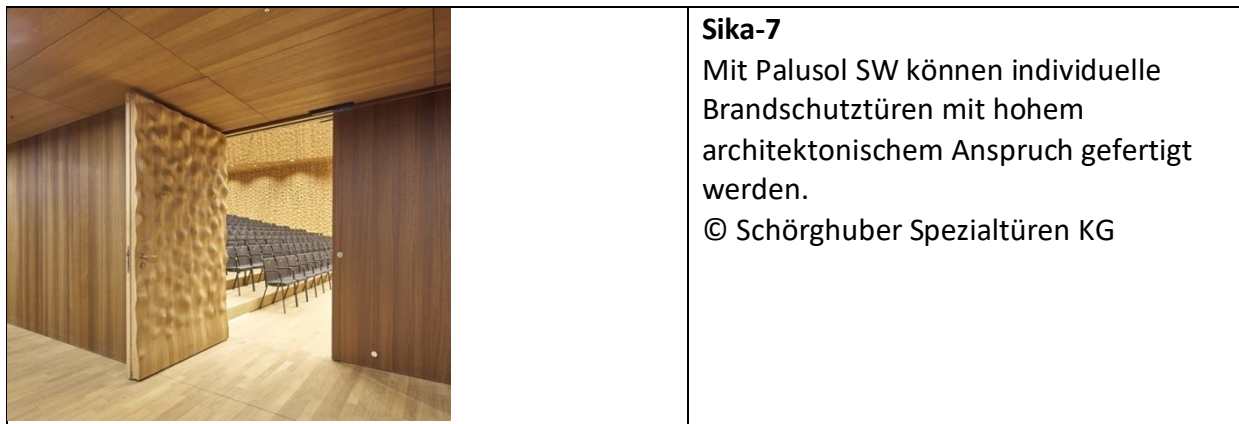 Sika-7
Mit Palusol SW können individuelle
Brandschutztüren mit hohem
architektonischem Anspruch gefertigt
werden.
© Schörghuber Spezialtüren KG